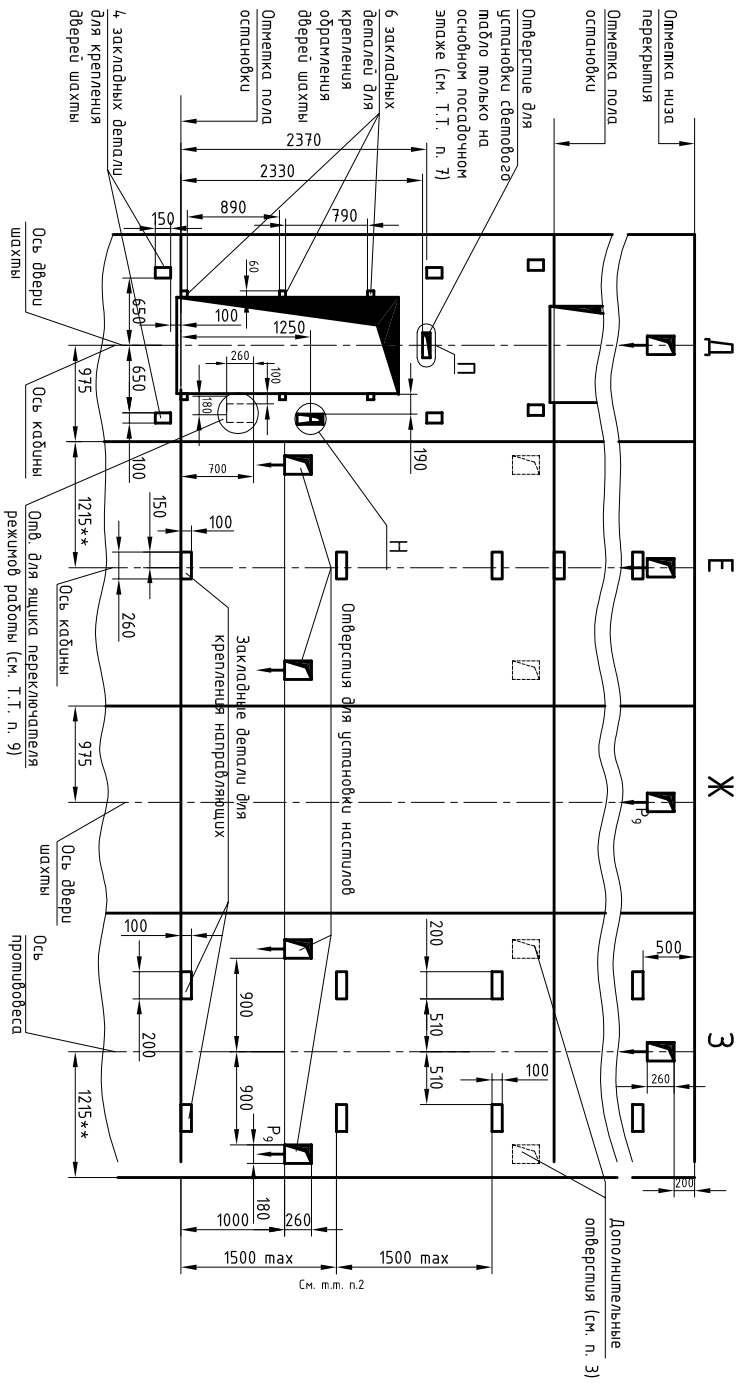 Д
Е
Ж
З
Отметка низа
перекрытия
Отметка пола
остановки
Отверстие для
установки светового
табло только на
основном посадочном
этаже (см. Т.Т. п. 7)
6 закладных
деталей для
крепления
обрамления
дверей шахты
Отметка пола
остановки
4 закладных детали
для крепления
дверей шахты
2370
2330
890
790
150
60
650
100
1250
260
100
180
190
П
Н
650
975
100
700
1215**
150
100
260
975
P9
500
260
200
200
510
510
100
100
200
900
900
P9
180
1215**
1000
260
1500 max
1500 max
См. т.т. п.2
Ось двери
шахты
Ось кабины
Отв. для ящика переключателя
режимов работы (см. Т.Т. п. 9)
Ось кабины
Закладные детали для
крепления направляющих
Отверстия для установки настилов
Ось двери
шахты
Ось
противовеса
Дополнительные
отверстия (см. п. 3)